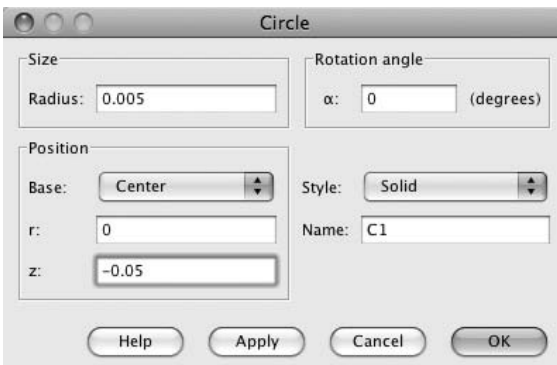 Circle
Size
Radius: 0.005
Rotation angle
α: 0 (degrees)
Position
Base: Center
r: 0
z: -0.05
Style: Solid
Name: C1
Help Apply Cancel OK